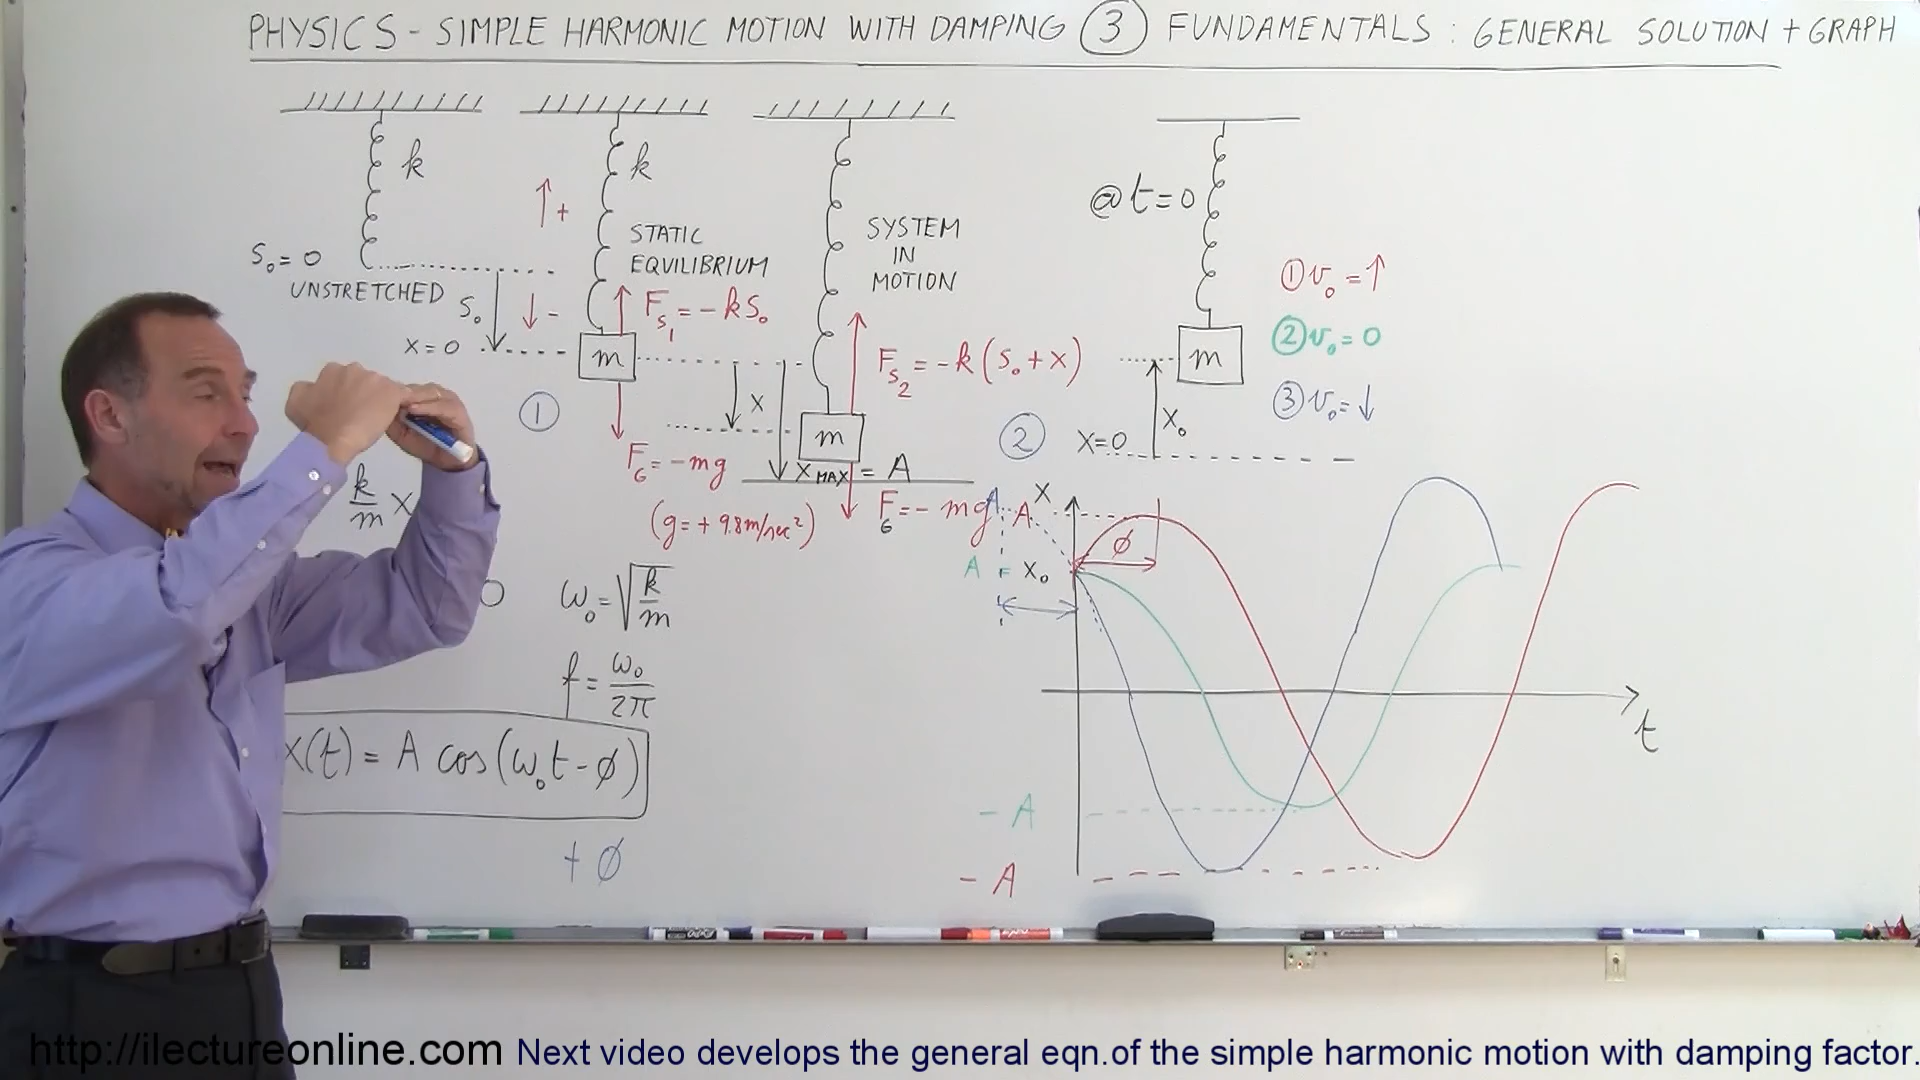 PHYSICS - SIMPLE HARMONIC MOTION WITH DAMPING ③ FUNDAMENTALS : GENERAL SOLUTION + GRAPH
k
S₀ = 0
UNSTRETCHED
S₀
↓ -
x = 0
↑ +
k
STATIC
EQUILIBRIUM
F_S₁ = - k S₀
m
①
F_G = - mg
(g = + 9.8 m/sec²)
x
SYSTEM
IN
MOTION
F_S₂ = - k (S₀ + x)
m
x_MAX = A
F_G = - mg
@ t = 0
m
① v₀ = ↑
② v₀ = 0
③ v₀ = ↓
②
x = 0
x₀
k/m x
0
ω₀ = √(k/m)
f = ω₀/2π
x(t) = A cos(ω₀t - φ)
+ φ
A
A
x
φ
A =
x₀
t
- A
- A
http://ilectureonline.com Next video develops the general eqn.of the simple harmonic motion with damping factor.